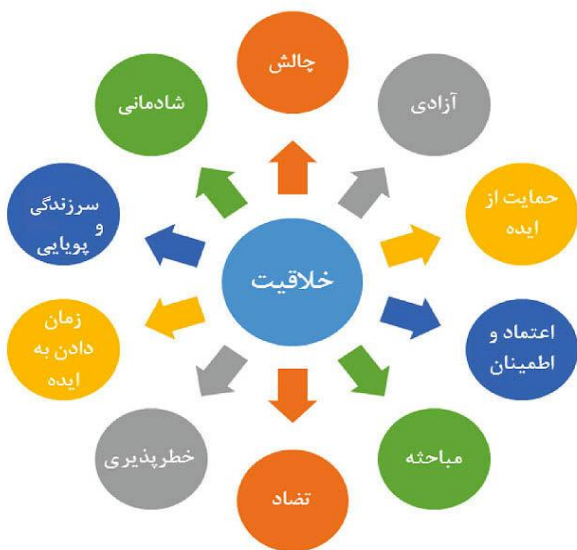 چالش
آزادی
حمایت از
ایده
اعتماد و
اطمینان
مباحثه
تضاد
خطرپذیری
زمان
دادن به
ایده
سرزندگی
و
پویایی
شادمانی
خلاقیت